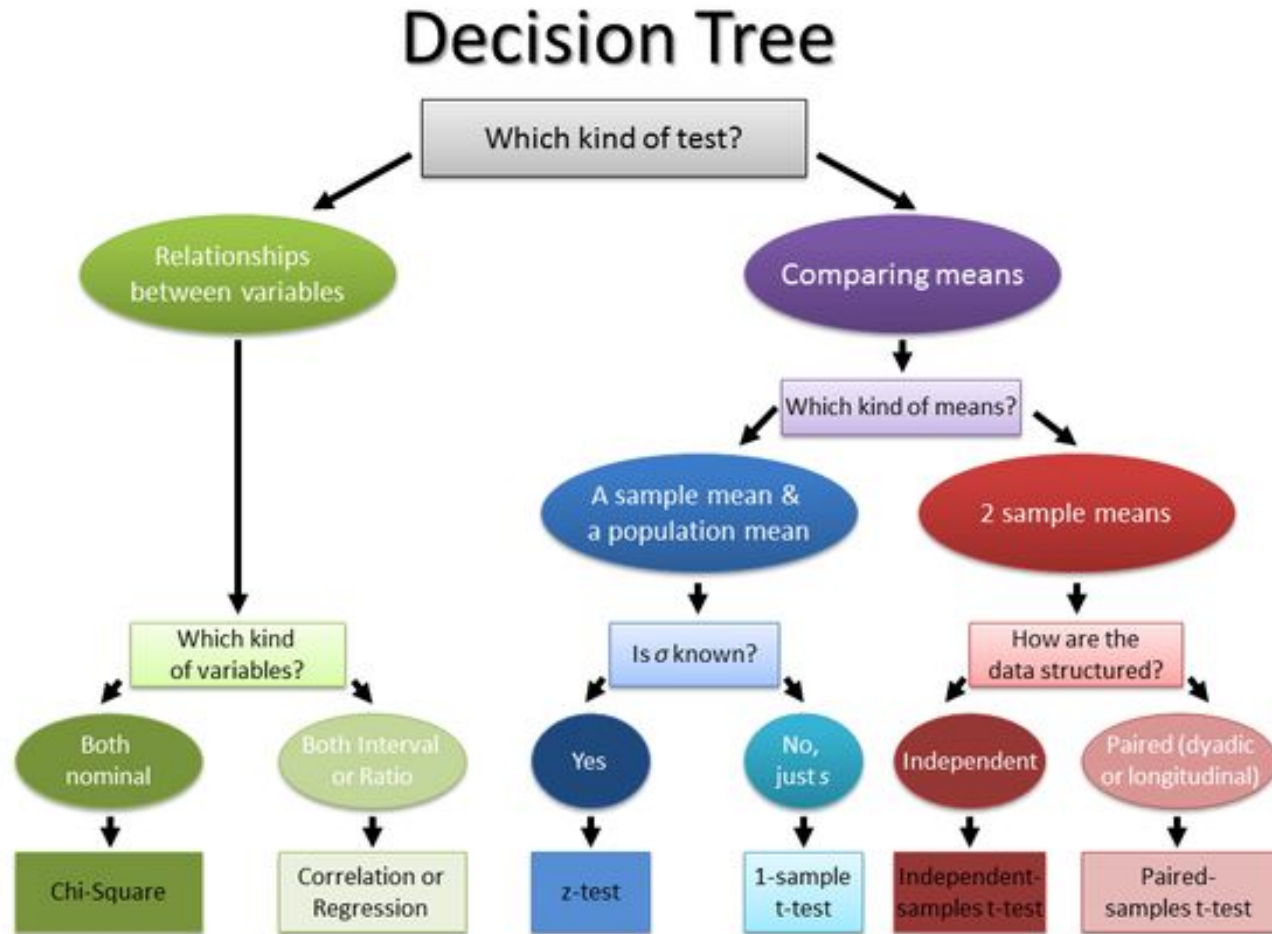 Decision Tree
Which kind of test?
Relationships
between variables
Comparing means
Which kind of means?
A sample mean &
a population mean
2 sample means
Which kind
of variables?
Is σ known?
How are the
data structured?
Both
nominal
Both Interval
or Ratio
Yes
No,
just s
Independent
Paired (dyadic
or longitudinal)
Chi-Square
Correlation or
Regression
z-test
1-sample
t-test
Independent-
samples t-test
Paired-
samples t-test